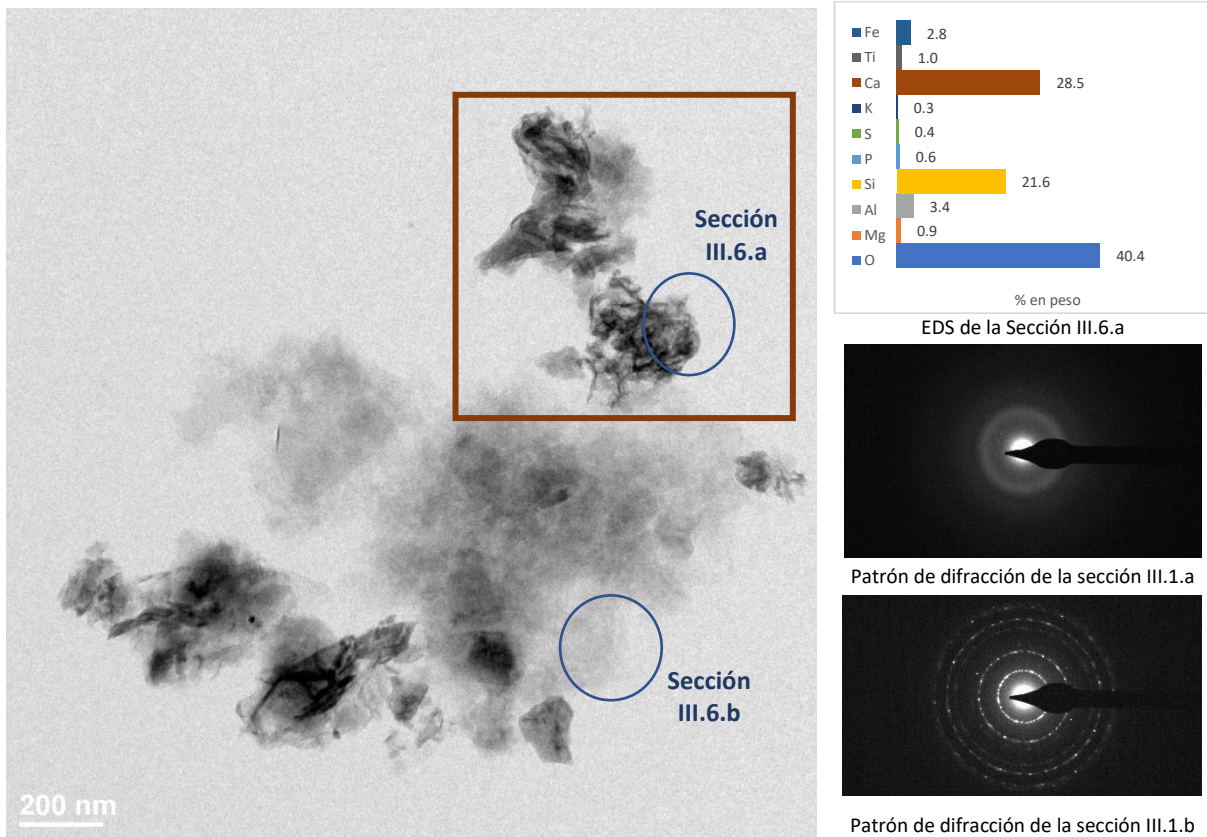 Sección
III.6.a
Sección
III.6.b
200 nm
Fe 2.8
Ti 1.0
Ca 28.5
K 0.3
S 0.4
P 0.6
Si 21.6
Al 3.4
Mg 0.9
O 40.4
% en peso
EDS de la Sección III.6.a
Patrón de difracción de la sección III.1.a
Patrón de difracción de la sección III.1.b